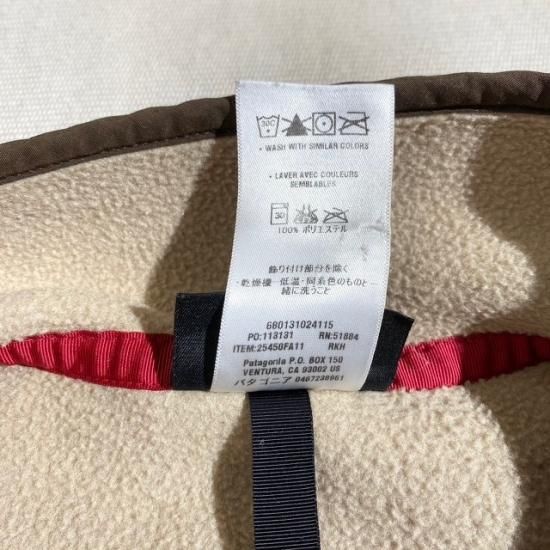 30C
• WASH WITH SIMILAR COLORS
• LAVER AVEC COULEURS
SEMBLABLES
30
100% ポリエステル
飾り付け部分を除く
・乾燥機・低温・同系色のものと
一緒に洗うこと
680131024115
PO:113131 RN:51884
ITEM:25450FA11 RKH
Patagonia P.O. BOX 150
VENTURA, CA 93002 US
パタゴニア 0467238961